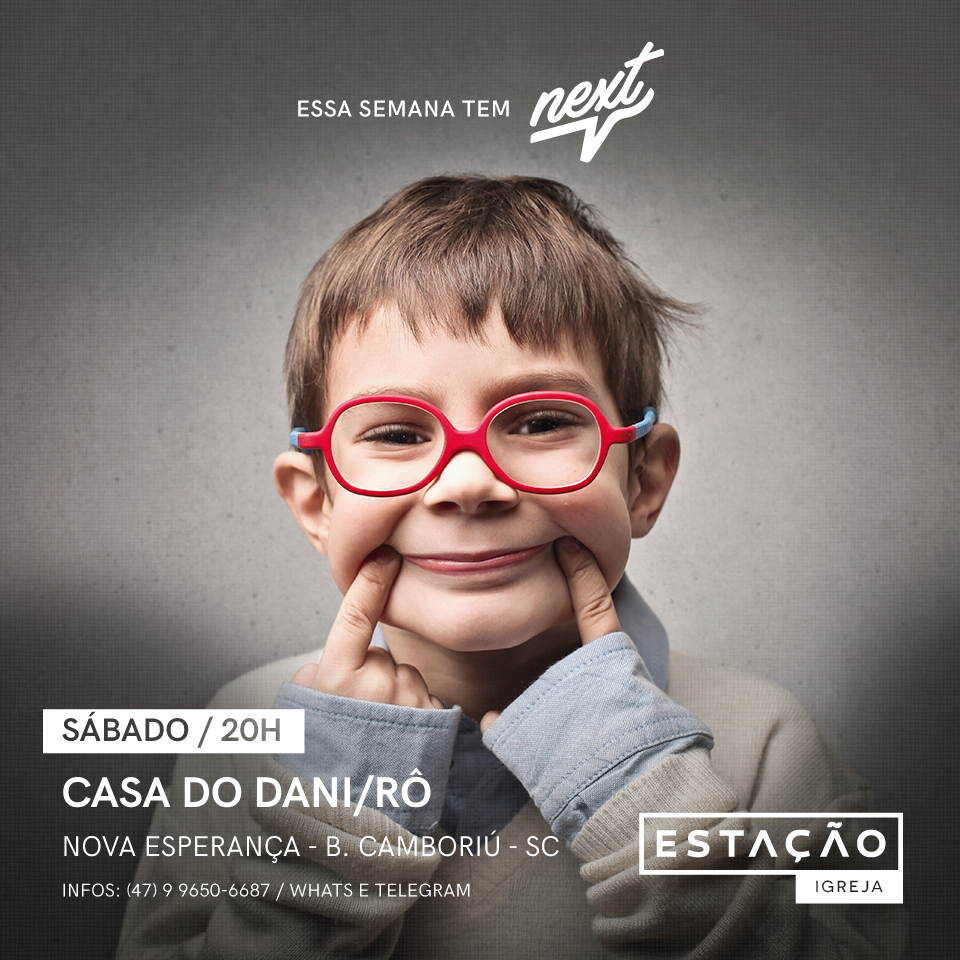 ESSA SEMANA TEM next
SÁBADO / 20H
CASA DO DANI/RÔ
NOVA ESPERANÇA - B. CAMBORIÚ - SC
INFOS: (47) 9 9650-6687 / WHATS E TELEGRAM
ESTAÇÃO
IGREJA